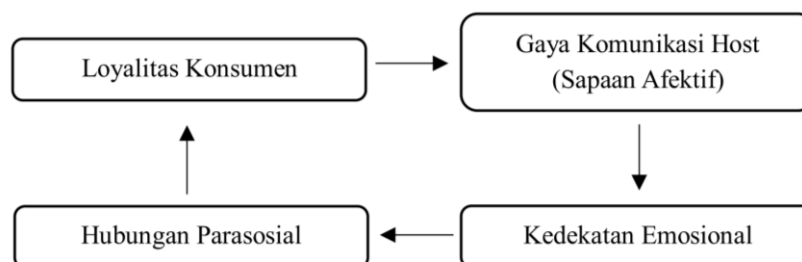 Loyalitas Konsumen
Gaya Komunikasi Host
(Sapaan Afektif)
Hubungan Parasosial
Kedekatan Emosional